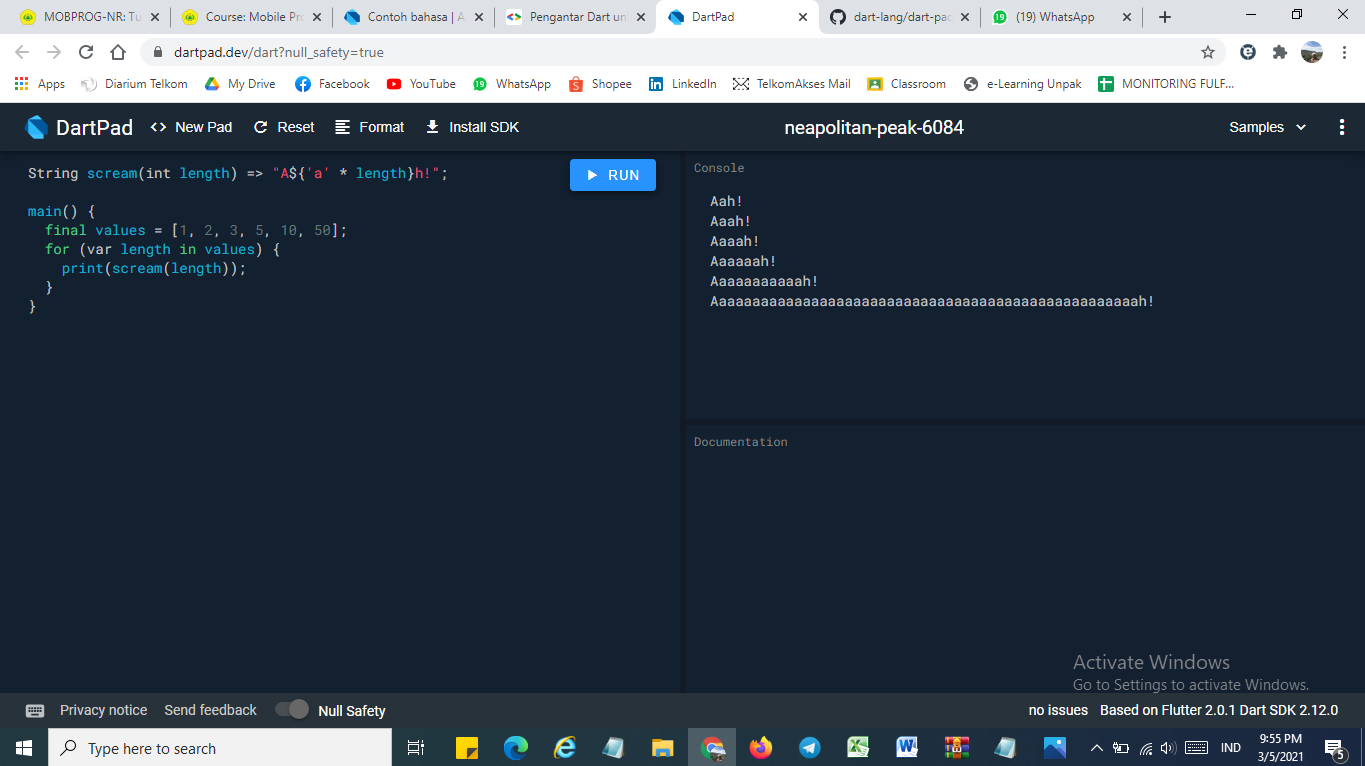 MOBPROG-NR: Tu
Course: Mobile Pro
Contoh bahasa | A
Pengantar Dart un
DartPad
dart-lang/dart-pad
(19) WhatsApp
dartpad.dev/dart?null_safety=true
Apps
Diarium Telkom
My Drive
Facebook
YouTube
WhatsApp
Shopee
LinkedIn
TelkomAkses Mail
Classroom
e-Learning Unpak
MONITORING FULF...
DartPad
<> New Pad
Reset
Format
Install SDK
neapolitan-peak-6084
Samples
String scream(int length) => "A${'a' * length}h!";
main() {
final values = [1, 2, 3, 5, 10, 50];
for (var length in values) {
print(scream(length));
}
}
RUN
Console
Aah!
Aaah!
Aaaah!
Aaaaaah!
Aaaaaaaaaaah!
Aaaaaaaaaaaaaaaaaaaaaaaaaaaaaaaaaaaaaaaaaaaaaaaaaaah!
Documentation
Activate Windows
Go to Settings to activate Windows.
Privacy notice
Send feedback
Null Safety
no issues
Based on Flutter 2.0.1 Dart SDK 2.12.0
Type here to search
IND
9:55 PM
3/5/2021
5